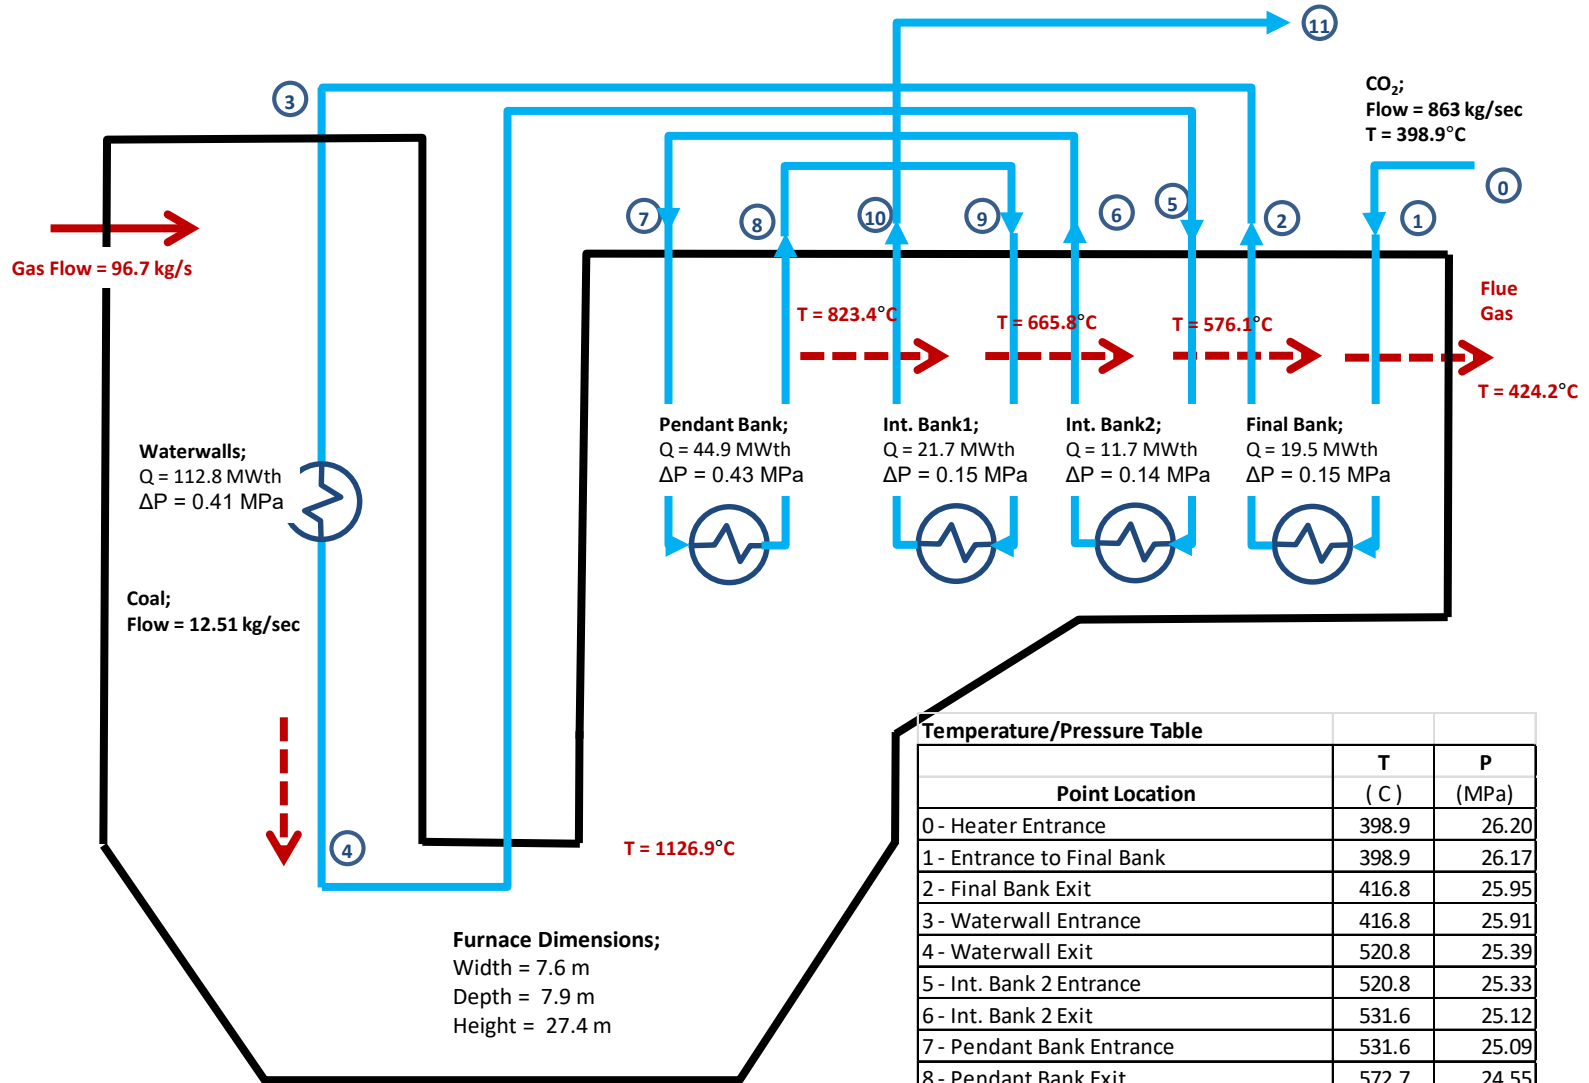 11
3
CO₂;
Flow = 863 kg/sec
T = 398.9°C
0
7
8
10
9
6
5
2
1
Gas Flow = 96.7 kg/s
Flue
Gas
T = 823.4°C
T = 665.8°C
T = 576.1°C
T = 424.2°C
Waterwalls;
Q = 112.8 MWth
ΔP = 0.41 MPa
Pendant Bank;
Q = 44.9 MWth
ΔP = 0.43 MPa
Int. Bank1;
Q = 21.7 MWth
ΔP = 0.15 MPa
Int. Bank2;
Q = 11.7 MWth
ΔP = 0.14 MPa
Final Bank;
Q = 19.5 MWth
ΔP = 0.15 MPa
Coal;
Flow = 12.51 kg/sec
4
T = 1126.9°C
Furnace Dimensions;
Width = 7.6 m
Depth = 7.9 m
Height = 27.4 m
Temperature/Pressure Table
T P
Point Location ( C ) (MPa)
0 - Heater Entrance 398.9 26.20
1 - Entrance to Final Bank 398.9 26.17
2 - Final Bank Exit 416.8 25.95
3 - Waterwall Entrance 416.8 25.91
4 - Waterwall Exit 520.8 25.39
5 - Int. Bank 2 Entrance 520.8 25.33
6 - Int. Bank 2 Exit 531.6 25.12
7 - Pendant Bank Entrance 531.6 25.09
8 - Pendant Bank Exit 572.7 24.55